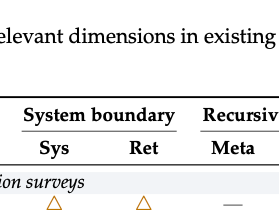 elevant dimensions in existing
System boundary Recursiv
Sys Ret Meta
ion surveys
△ △ —